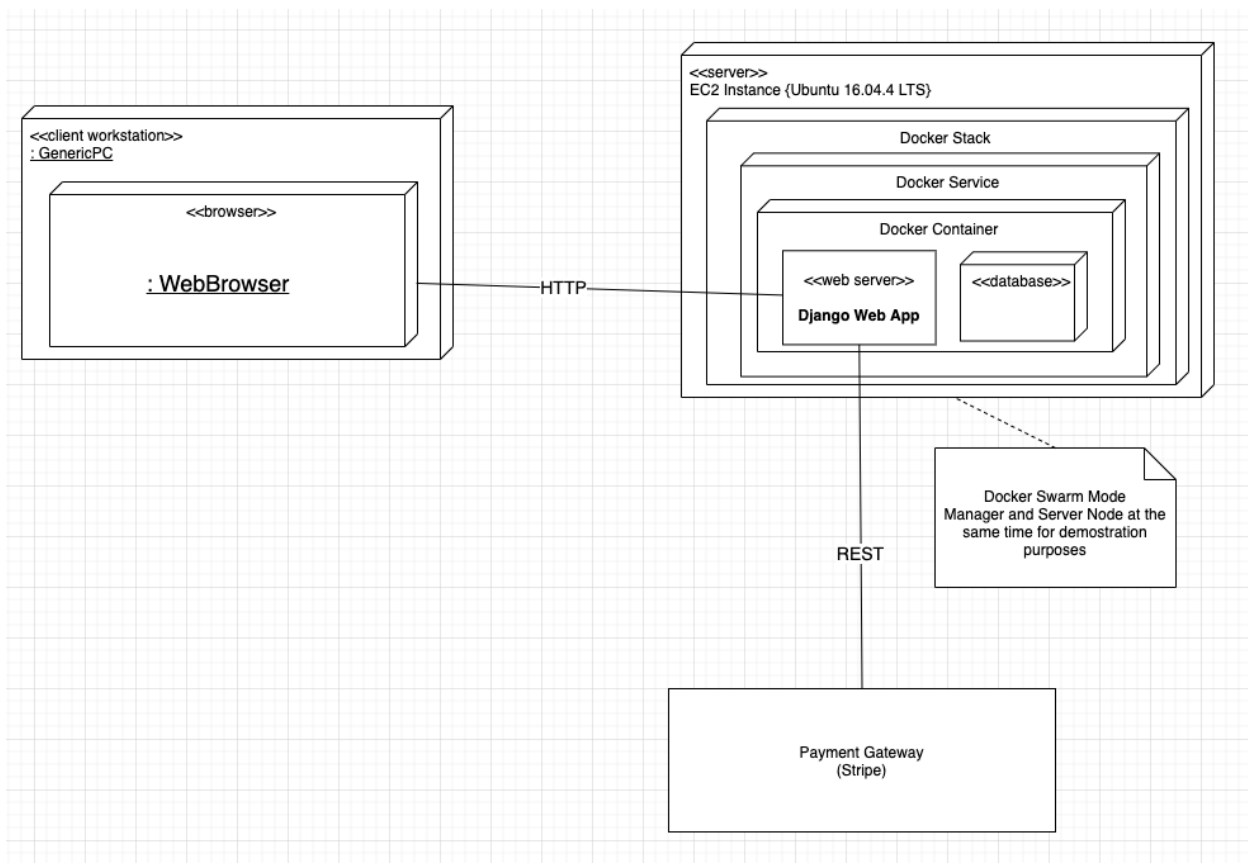 <<client workstation>>
: GenericPC
<<browser>>
: WebBrowser
HTTP
<<server>>
EC2 Instance {Ubuntu 16.04.4 LTS}
Docker Stack
Docker Service
Docker Container
<<web server>>
Django Web App
<<database>>
Docker Swarm Mode
Manager and Server Node at the
same time for demostration
purposes
REST
Payment Gateway
(Stripe)